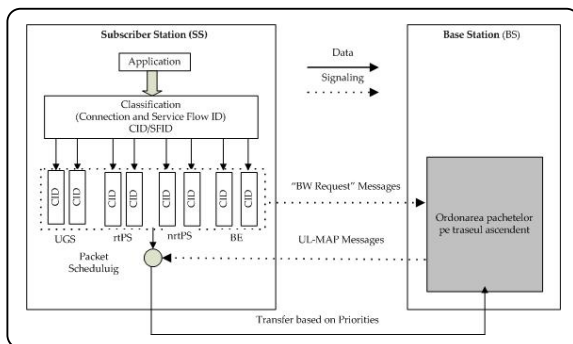 Subscriber Station (SS)
Base Station (BS)
Application
Data
Signaling
Classification
(Connection and Service Flow ID)
CID/SFID
CID CID CID CID CID CID CID CID
UGS rtPS nrtPS BE
"BW Request" Messages
Ordonarea pachetelor
pe traseul ascendent
UL-MAP Messages
Packet
Scheduluig
Transfer based on Priorities